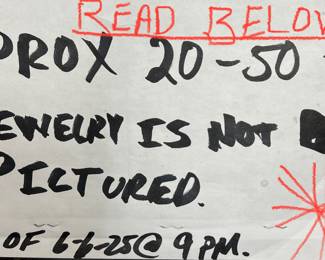 READ BELOW
PROX 20-50
EWELRY IS NOT
PICTURED.
OF 6-6-25@ 9 PM.